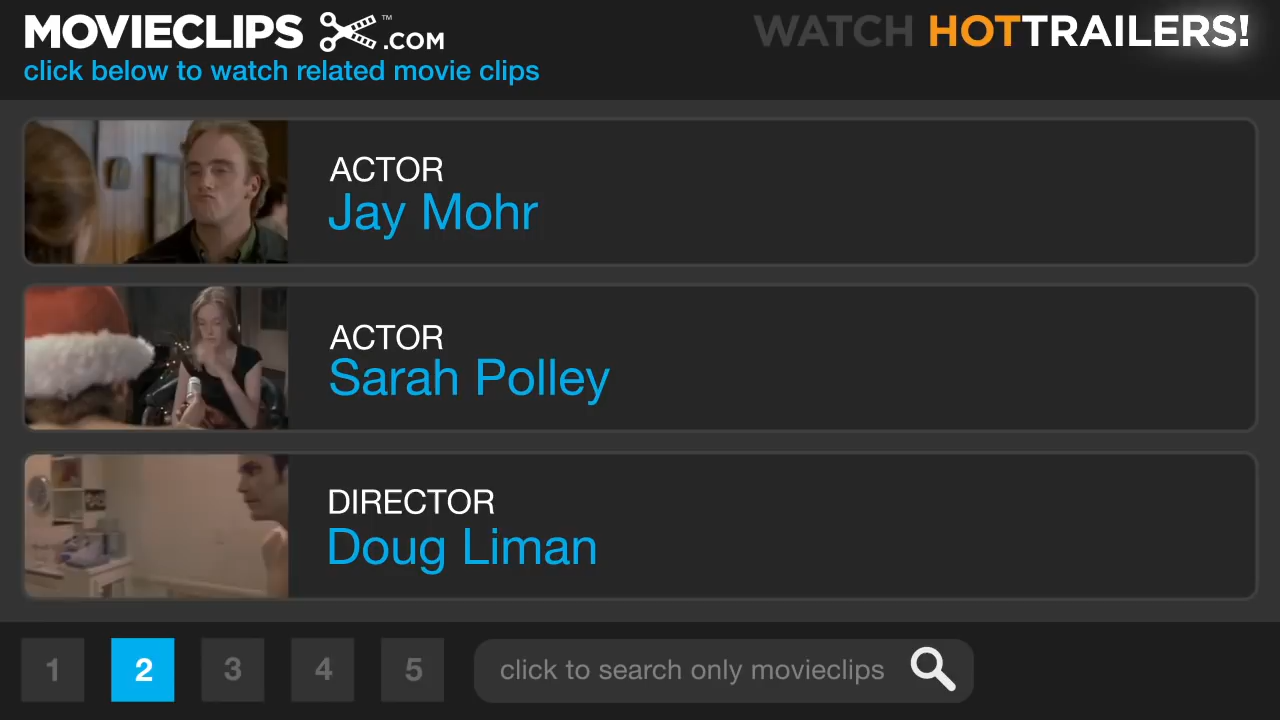 MOVIECLIPS ™ .COM
WATCH HOTTRAILERS!
click below to watch related movie clips
ACTOR
Jay Mohr
ACTOR
Sarah Polley
DIRECTOR
Doug Liman
1 2 3 4 5
click to search only movieclips